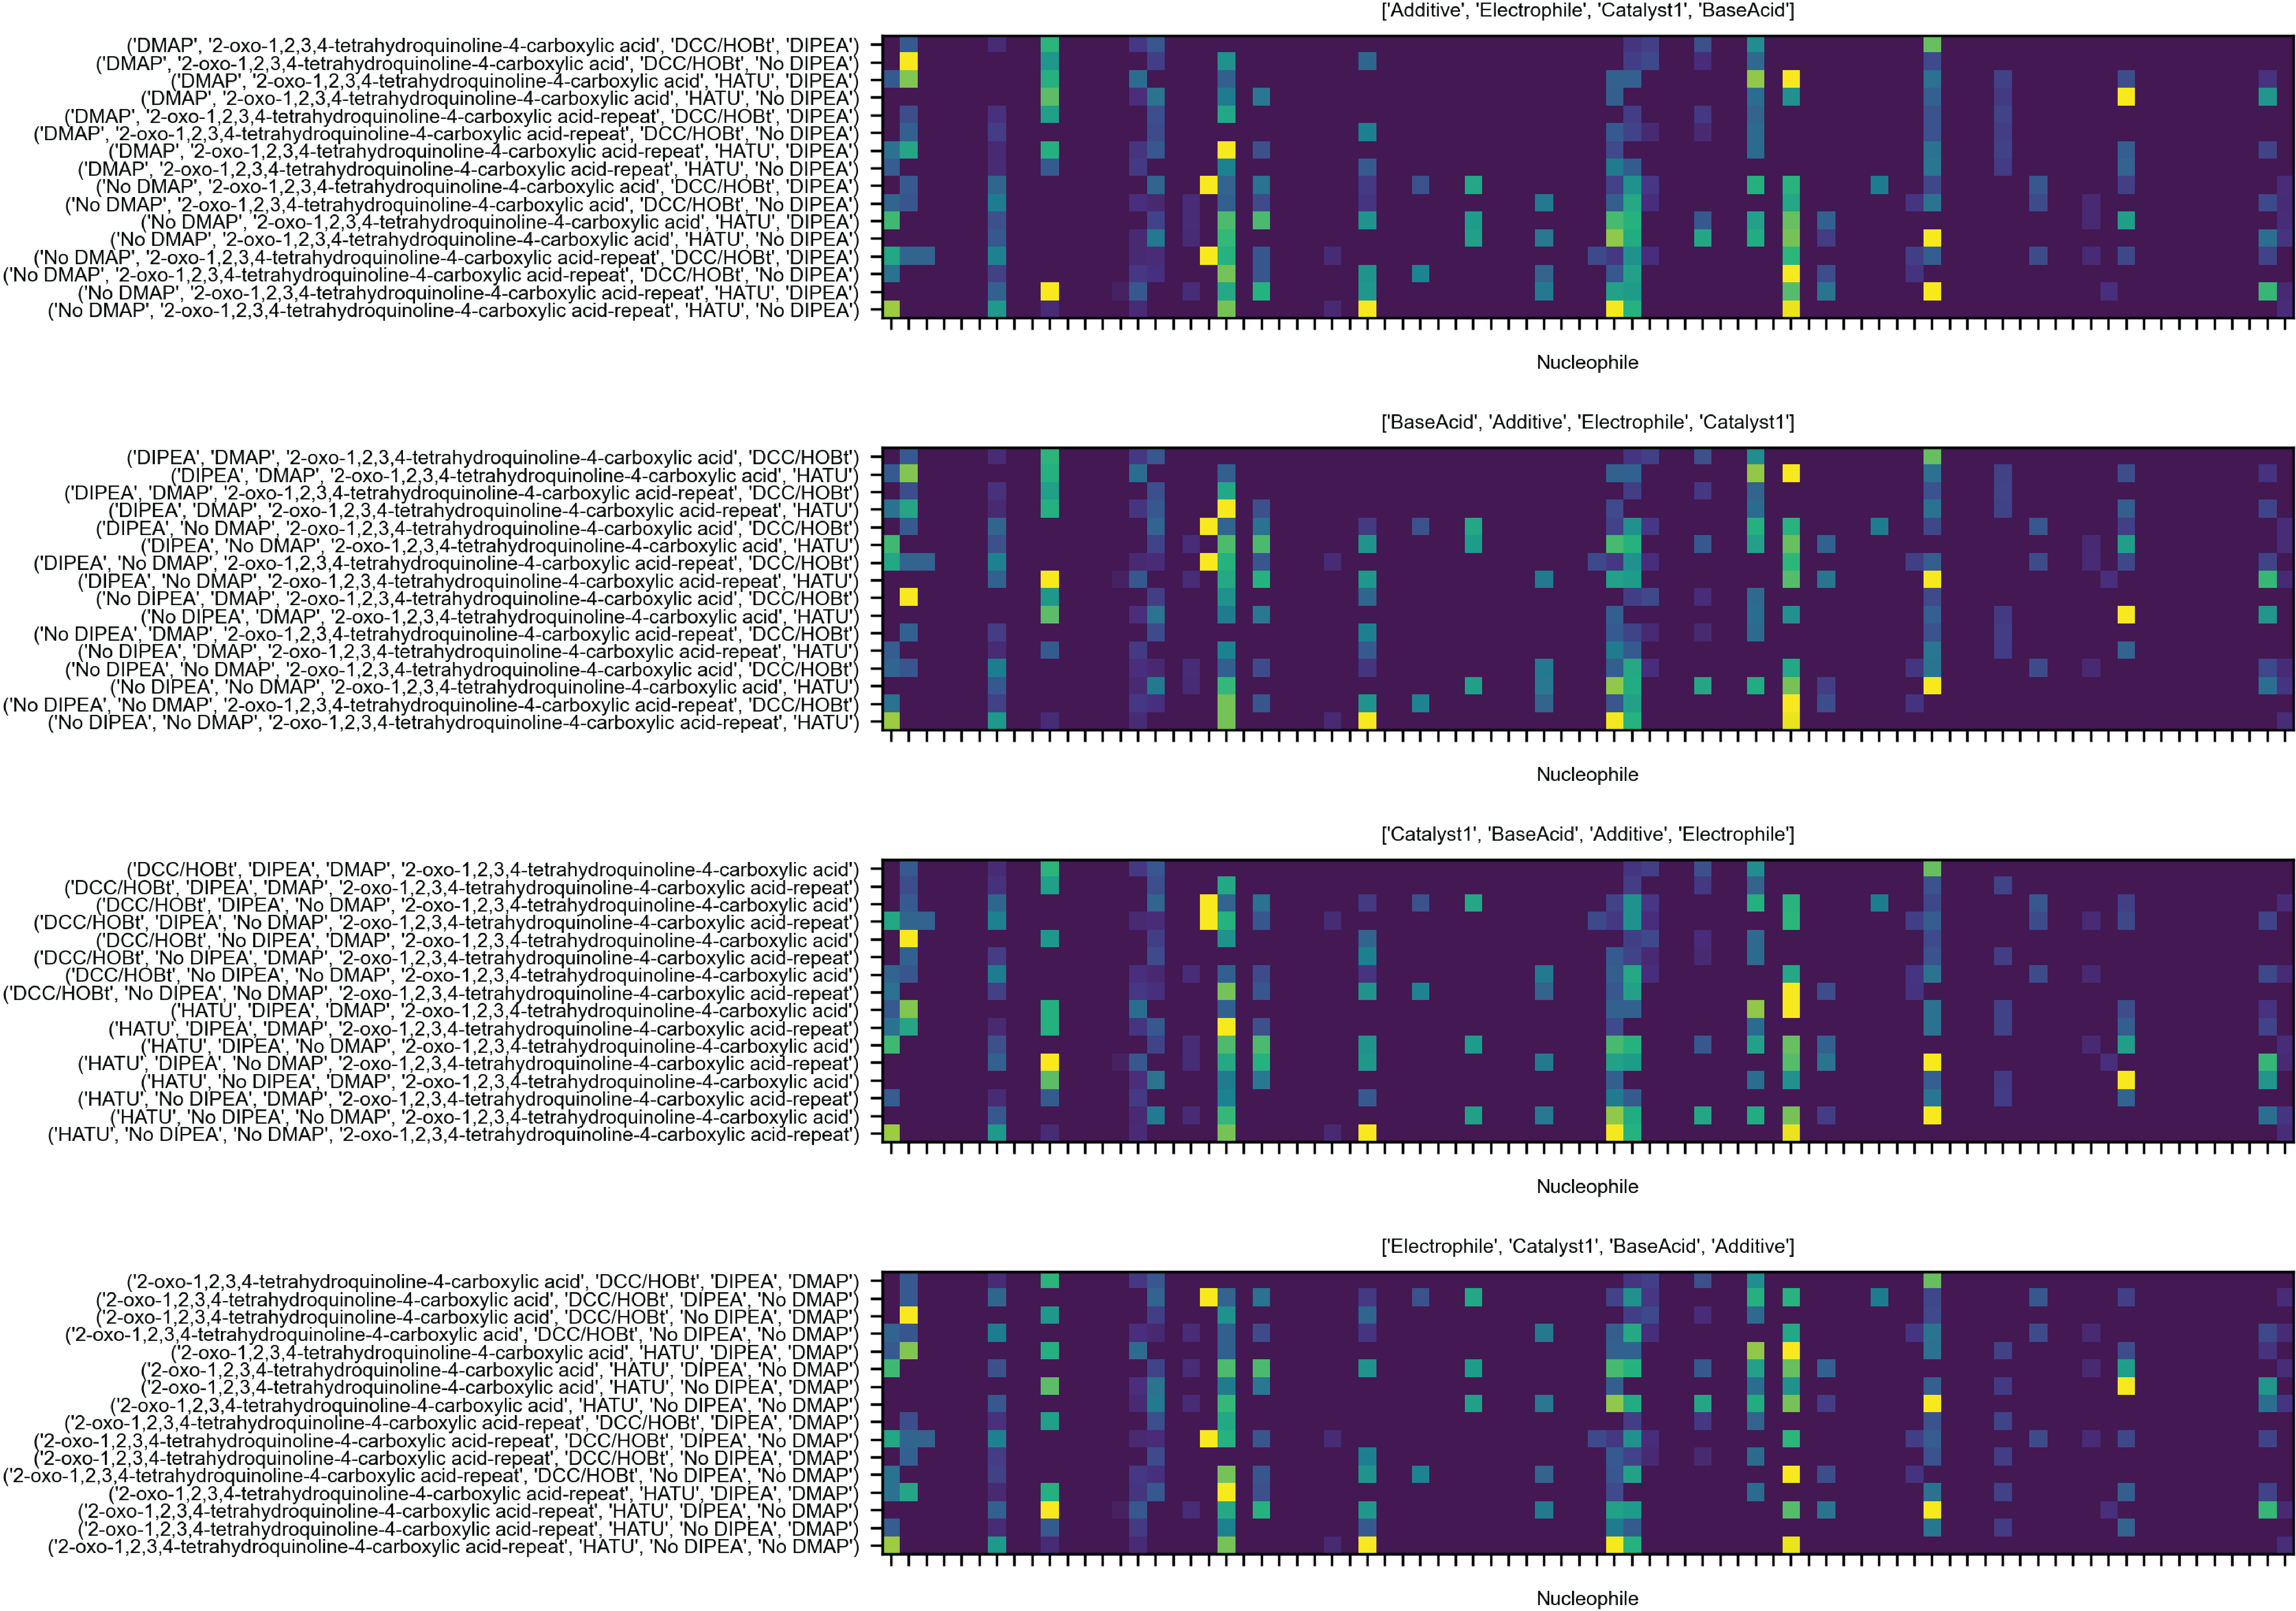 ['Additive', 'Electrophile', 'Catalyst1', 'BaseAcid']
('DMAP', '2-oxo-1,2,3,4-tetrahydroquinoline-4-carboxylic acid', 'DCC/HOBt', 'DIPEA')
('DMAP', '2-oxo-1,2,3,4-tetrahydroquinoline-4-carboxylic acid', 'DCC/HOBt', 'No DIPEA')
('DMAP', '2-oxo-1,2,3,4-tetrahydroquinoline-4-carboxylic acid', 'HATU', 'DIPEA')
('DMAP', '2-oxo-1,2,3,4-tetrahydroquinoline-4-carboxylic acid', 'HATU', 'No DIPEA')
('DMAP', '2-oxo-1,2,3,4-tetrahydroquinoline-4-carboxylic acid-repeat', 'DCC/HOBt', 'DIPEA')
('DMAP', '2-oxo-1,2,3,4-tetrahydroquinoline-4-carboxylic acid-repeat', 'DCC/HOBt', 'No DIPEA')
('DMAP', '2-oxo-1,2,3,4-tetrahydroquinoline-4-carboxylic acid-repeat', 'HATU', 'DIPEA')
('DMAP', '2-oxo-1,2,3,4-tetrahydroquinoline-4-carboxylic acid-repeat', 'HATU', 'No DIPEA')
('No DMAP', '2-oxo-1,2,3,4-tetrahydroquinoline-4-carboxylic acid', 'DCC/HOBt', 'DIPEA')
('No DMAP', '2-oxo-1,2,3,4-tetrahydroquinoline-4-carboxylic acid', 'DCC/HOBt', 'No DIPEA')
('No DMAP', '2-oxo-1,2,3,4-tetrahydroquinoline-4-carboxylic acid', 'HATU', 'DIPEA')
('No DMAP', '2-oxo-1,2,3,4-tetrahydroquinoline-4-carboxylic acid', 'HATU', 'No DIPEA')
('No DMAP', '2-oxo-1,2,3,4-tetrahydroquinoline-4-carboxylic acid-repeat', 'DCC/HOBt', 'DIPEA')
('No DMAP', '2-oxo-1,2,3,4-tetrahydroquinoline-4-carboxylic acid-repeat', 'DCC/HOBt', 'No DIPEA')
('No DMAP', '2-oxo-1,2,3,4-tetrahydroquinoline-4-carboxylic acid-repeat', 'HATU', 'DIPEA')
('No DMAP', '2-oxo-1,2,3,4-tetrahydroquinoline-4-carboxylic acid-repeat', 'HATU', 'No DIPEA')
Nucleophile
['BaseAcid', 'Additive', 'Electrophile', 'Catalyst1']
('DIPEA', 'DMAP', '2-oxo-1,2,3,4-tetrahydroquinoline-4-carboxylic acid', 'DCC/HOBt')
('DIPEA', 'DMAP', '2-oxo-1,2,3,4-tetrahydroquinoline-4-carboxylic acid', 'HATU')
('DIPEA', 'DMAP', '2-oxo-1,2,3,4-tetrahydroquinoline-4-carboxylic acid-repeat', 'DCC/HOBt')
('DIPEA', 'DMAP', '2-oxo-1,2,3,4-tetrahydroquinoline-4-carboxylic acid-repeat', 'HATU')
('DIPEA', 'No DMAP', '2-oxo-1,2,3,4-tetrahydroquinoline-4-carboxylic acid', 'DCC/HOBt')
('DIPEA', 'No DMAP', '2-oxo-1,2,3,4-tetrahydroquinoline-4-carboxylic acid', 'HATU')
('DIPEA', 'No DMAP', '2-oxo-1,2,3,4-tetrahydroquinoline-4-carboxylic acid-repeat', 'DCC/HOBt')
('DIPEA', 'No DMAP', '2-oxo-1,2,3,4-tetrahydroquinoline-4-carboxylic acid-repeat', 'HATU')
('No DIPEA', 'DMAP', '2-oxo-1,2,3,4-tetrahydroquinoline-4-carboxylic acid', 'DCC/HOBt')
('No DIPEA', 'DMAP', '2-oxo-1,2,3,4-tetrahydroquinoline-4-carboxylic acid', 'HATU')
('No DIPEA', 'DMAP', '2-oxo-1,2,3,4-tetrahydroquinoline-4-carboxylic acid-repeat', 'DCC/HOBt')
('No DIPEA', 'DMAP', '2-oxo-1,2,3,4-tetrahydroquinoline-4-carboxylic acid-repeat', 'HATU')
('No DIPEA', 'No DMAP', '2-oxo-1,2,3,4-tetrahydroquinoline-4-carboxylic acid', 'DCC/HOBt')
('No DIPEA', 'No DMAP', '2-oxo-1,2,3,4-tetrahydroquinoline-4-carboxylic acid', 'HATU')
('No DIPEA', 'No DMAP', '2-oxo-1,2,3,4-tetrahydroquinoline-4-carboxylic acid-repeat', 'DCC/HOBt')
('No DIPEA', 'No DMAP', '2-oxo-1,2,3,4-tetrahydroquinoline-4-carboxylic acid-repeat', 'HATU')
Nucleophile
['Catalyst1', 'BaseAcid', 'Additive', 'Electrophile']
('DCC/HOBt', 'DIPEA', 'DMAP', '2-oxo-1,2,3,4-tetrahydroquinoline-4-carboxylic acid')
('DCC/HOBt', 'DIPEA', 'DMAP', '2-oxo-1,2,3,4-tetrahydroquinoline-4-carboxylic acid-repeat')
('DCC/HOBt', 'DIPEA', 'No DMAP', '2-oxo-1,2,3,4-tetrahydroquinoline-4-carboxylic acid')
('DCC/HOBt', 'DIPEA', 'No DMAP', '2-oxo-1,2,3,4-tetrahydroquinoline-4-carboxylic acid-repeat')
('DCC/HOBt', 'No DIPEA', 'DMAP', '2-oxo-1,2,3,4-tetrahydroquinoline-4-carboxylic acid')
('DCC/HOBt', 'No DIPEA', 'DMAP', '2-oxo-1,2,3,4-tetrahydroquinoline-4-carboxylic acid-repeat')
('DCC/HOBt', 'No DIPEA', 'No DMAP', '2-oxo-1,2,3,4-tetrahydroquinoline-4-carboxylic acid')
('DCC/HOBt', 'No DIPEA', 'No DMAP', '2-oxo-1,2,3,4-tetrahydroquinoline-4-carboxylic acid-repeat')
('HATU', 'DIPEA', 'DMAP', '2-oxo-1,2,3,4-tetrahydroquinoline-4-carboxylic acid')
('HATU', 'DIPEA', 'DMAP', '2-oxo-1,2,3,4-tetrahydroquinoline-4-carboxylic acid-repeat')
('HATU', 'DIPEA', 'No DMAP', '2-oxo-1,2,3,4-tetrahydroquinoline-4-carboxylic acid')
('HATU', 'DIPEA', 'No DMAP', '2-oxo-1,2,3,4-tetrahydroquinoline-4-carboxylic acid-repeat')
('HATU', 'No DIPEA', 'DMAP', '2-oxo-1,2,3,4-tetrahydroquinoline-4-carboxylic acid')
('HATU', 'No DIPEA', 'DMAP', '2-oxo-1,2,3,4-tetrahydroquinoline-4-carboxylic acid-repeat')
('HATU', 'No DIPEA', 'No DMAP', '2-oxo-1,2,3,4-tetrahydroquinoline-4-carboxylic acid')
('HATU', 'No DIPEA', 'No DMAP', '2-oxo-1,2,3,4-tetrahydroquinoline-4-carboxylic acid-repeat')
Nucleophile
['Electrophile', 'Catalyst1', 'BaseAcid', 'Additive']
('2-oxo-1,2,3,4-tetrahydroquinoline-4-carboxylic acid', 'DCC/HOBt', 'DIPEA', 'DMAP')
('2-oxo-1,2,3,4-tetrahydroquinoline-4-carboxylic acid', 'DCC/HOBt', 'DIPEA', 'No DMAP')
('2-oxo-1,2,3,4-tetrahydroquinoline-4-carboxylic acid', 'DCC/HOBt', 'No DIPEA', 'DMAP')
('2-oxo-1,2,3,4-tetrahydroquinoline-4-carboxylic acid', 'DCC/HOBt', 'No DIPEA', 'No DMAP')
('2-oxo-1,2,3,4-tetrahydroquinoline-4-carboxylic acid', 'HATU', 'DIPEA', 'DMAP')
('2-oxo-1,2,3,4-tetrahydroquinoline-4-carboxylic acid', 'HATU', 'DIPEA', 'No DMAP')
('2-oxo-1,2,3,4-tetrahydroquinoline-4-carboxylic acid', 'HATU', 'No DIPEA', 'DMAP')
('2-oxo-1,2,3,4-tetrahydroquinoline-4-carboxylic acid', 'HATU', 'No DIPEA', 'No DMAP')
('2-oxo-1,2,3,4-tetrahydroquinoline-4-carboxylic acid-repeat', 'DCC/HOBt', 'DIPEA', 'DMAP')
('2-oxo-1,2,3,4-tetrahydroquinoline-4-carboxylic acid-repeat', 'DCC/HOBt', 'DIPEA', 'No DMAP')
('2-oxo-1,2,3,4-tetrahydroquinoline-4-carboxylic acid-repeat', 'DCC/HOBt', 'No DIPEA', 'DMAP')
('2-oxo-1,2,3,4-tetrahydroquinoline-4-carboxylic acid-repeat', 'DCC/HOBt', 'No DIPEA', 'No DMAP')
('2-oxo-1,2,3,4-tetrahydroquinoline-4-carboxylic acid-repeat', 'HATU', 'DIPEA', 'DMAP')
('2-oxo-1,2,3,4-tetrahydroquinoline-4-carboxylic acid-repeat', 'HATU', 'DIPEA', 'No DMAP')
('2-oxo-1,2,3,4-tetrahydroquinoline-4-carboxylic acid-repeat', 'HATU', 'No DIPEA', 'DMAP')
('2-oxo-1,2,3,4-tetrahydroquinoline-4-carboxylic acid-repeat', 'HATU', 'No DIPEA', 'No DMAP')
Nucleophile